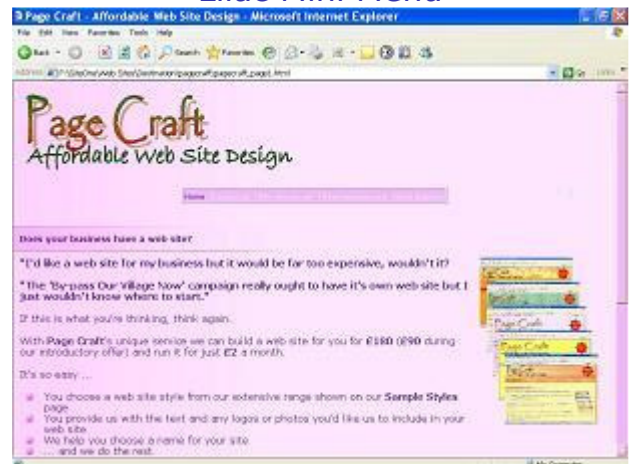 Page Craft - Affordable Web Site Design - Microsoft Internet Explorer
File Edit View Favorites Tools Help
Back Search Favorites
Page Craft
Affordable Web Site Design
Home
Does your business have a web site?
"I'd like a web site for my business but it would be far too expensive, wouldn't it?
"The 'By-pass Our Village Now' campaign really ought to have it's own web site but I
just wouldn't know where to start."
If this is what you're thinking, think again.
With Page Craft's unique service we can build a web site for you for £180 (£90 during
our introductory offer) and run it for just £2 a month.
It's so easy ...
You choose a web site style from our extensive range shown on our Sample Styles
page
You provide us with the text and any logos or photos you'd like us to include in your
web site
We help you choose a name for your site
... and we do the rest.
Page Craft
Page Craft
My Computer